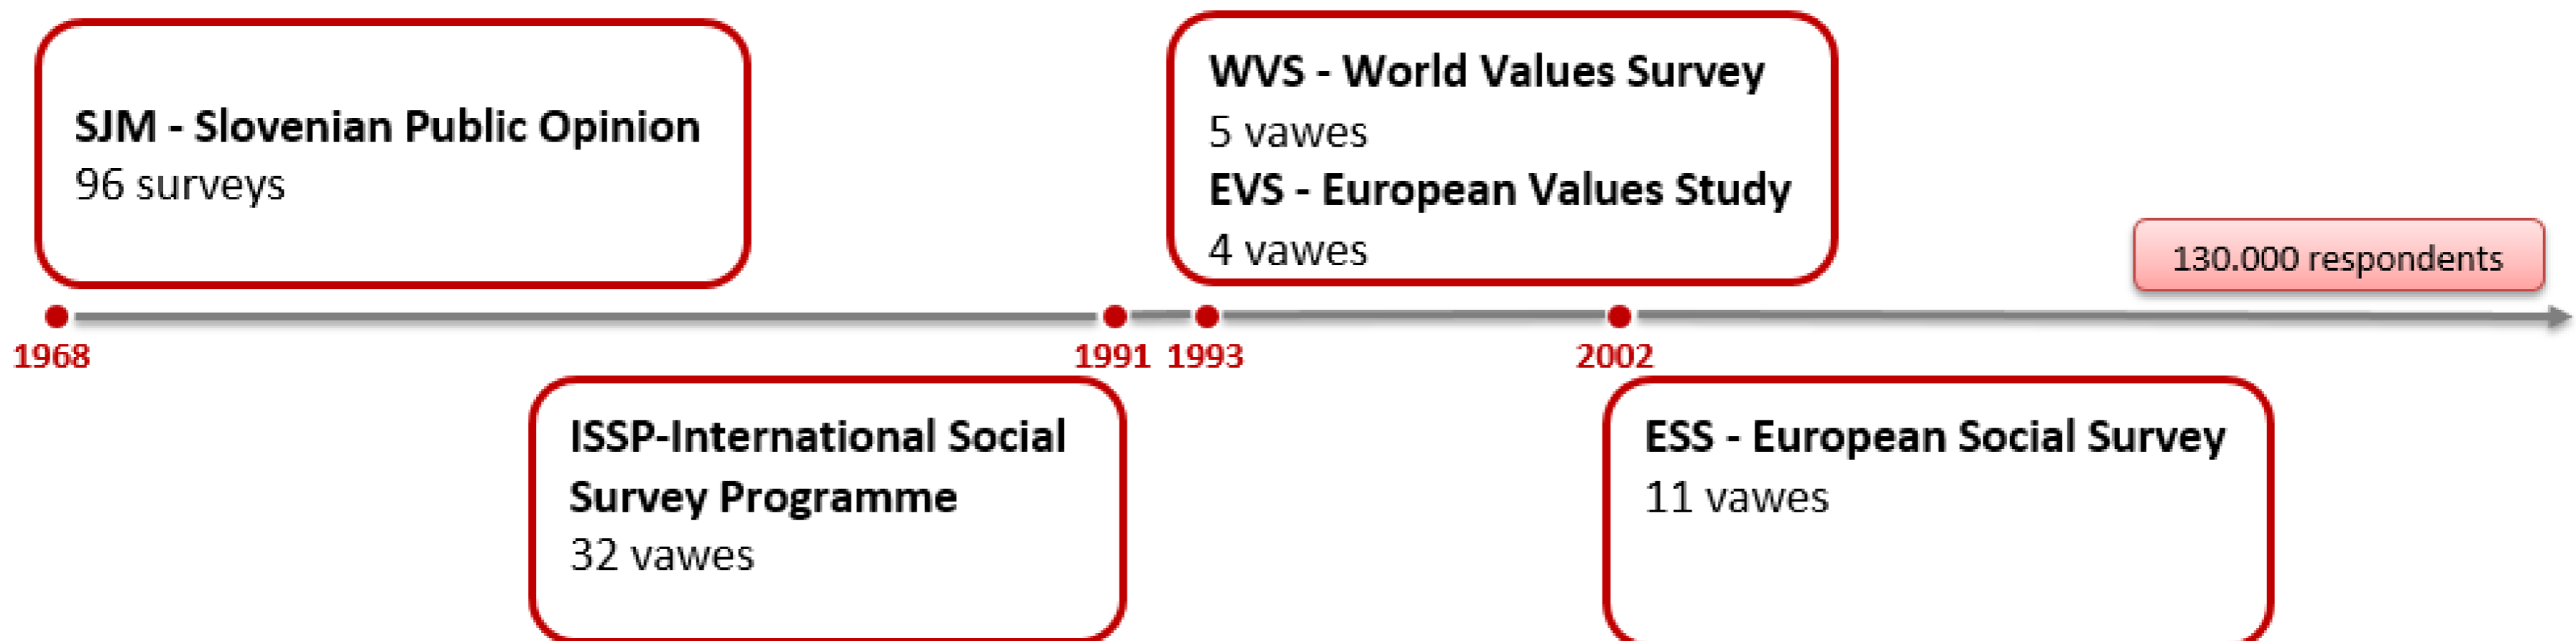 SJM - Slovenian Public Opinion
96 surveys
WVS - World Values Survey
5 vawes
EVS - European Values Study
4 vawes
130.000 respondents
1968
1991
1993
2002
ISSP-International Social
Survey Programme
32 vawes
ESS - European Social Survey
11 vawes